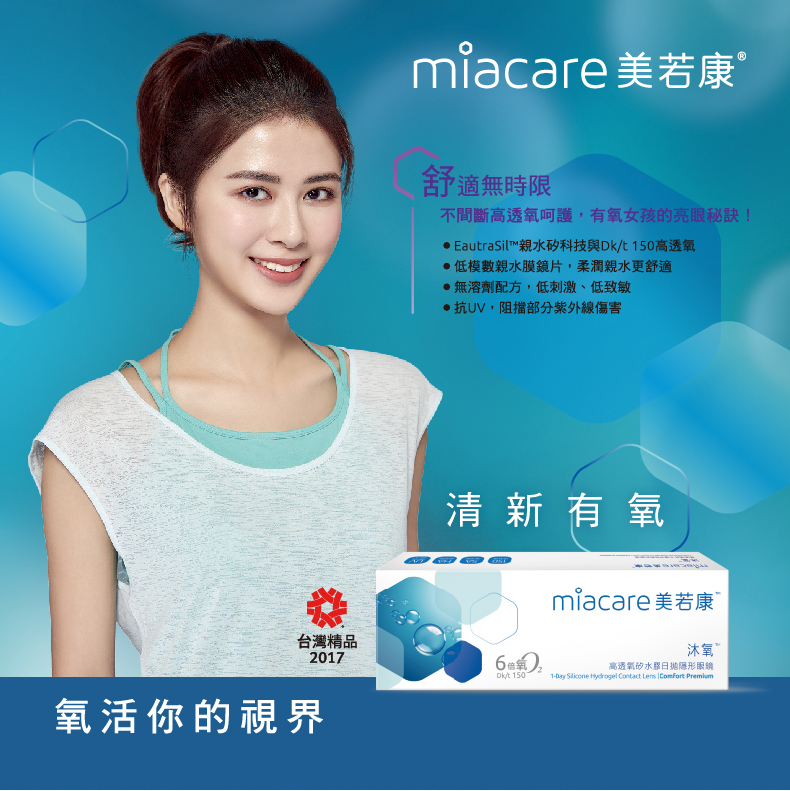 miacare美若康®
舒適無時限
不間斷高透氧呵護，有氧女孩的亮眼秘訣！
●EautraSil™親水矽科技與Dk/t 150高透氧
●低模數親水膜鏡片，柔潤親水更舒適
●無溶劑配方，低刺激、低致敏
●抗UV，阻擋部分紫外線傷害
清新有氧
miacare美若康™
沐氧™
高透氧矽水膠日拋隱形眼鏡
1-Day Silicone Hydrogel Contact Lens | Comfort Premium
6倍氧O2
Dk/t 150
台灣精品
2017
氧活你的視界